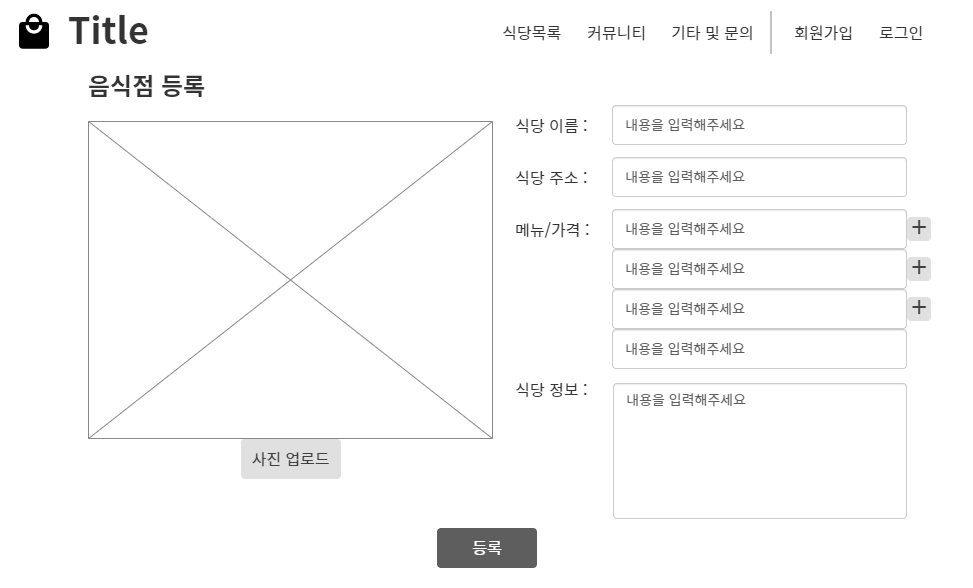 Title
식당목록 커뮤니티 기타 및 문의 회원가입 로그인
음식점 등록
식당 이름 : 내용을 입력해주세요
식당 주소 : 내용을 입력해주세요
메뉴/가격 : 내용을 입력해주세요 +
내용을 입력해주세요 +
내용을 입력해주세요 +
내용을 입력해주세요
식당 정보 : 내용을 입력해주세요
사진 업로드
등록